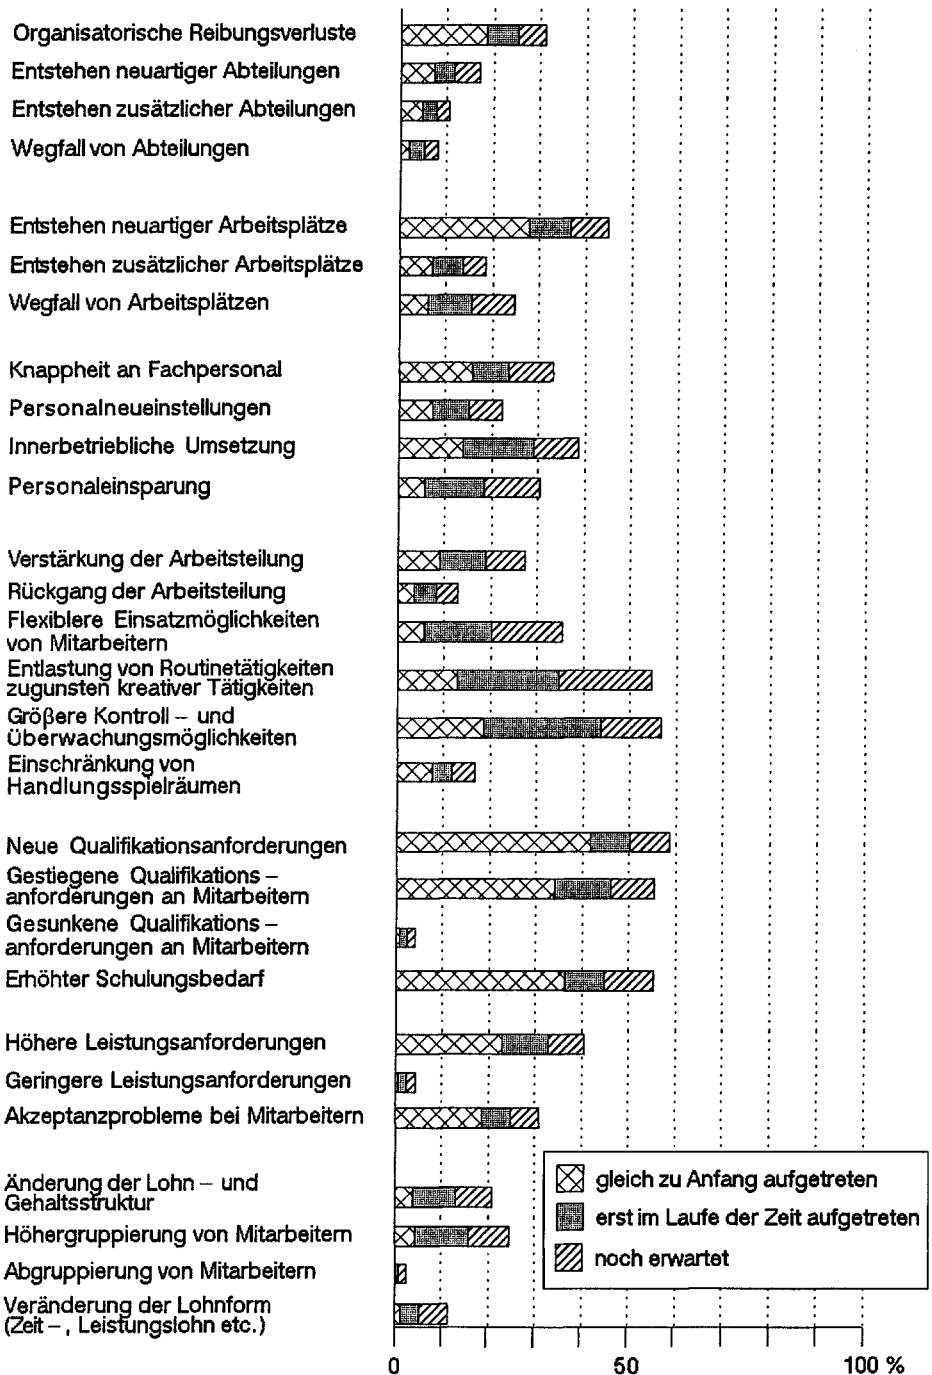 Organisatorische Reibungsverluste
Entstehen neuartiger Abteilungen
Entstehen zusätzlicher Abteilungen
Wegfall von Abteilungen
Entstehen neuartiger Arbeitsplätze
Entstehen zusätzlicher Arbeitsplätze
Wegfall von Arbeitsplätzen
Knappheit an Fachpersonal
Personalneueinstellungen
Innerbetriebliche Umsetzung
Personaleinsparung
Verstärkung der Arbeitsteilung
Rückgang der Arbeitsteilung
Flexiblere Einsatzmöglichkeiten
von Mitarbeitern
Entlastung von Routinetätigkeiten
zugunsten kreativer Tätigkeiten
Größere Kontroll – und
Überwachungsmöglichkeiten
Einschränkung von
Handlungsspielräumen
Neue Qualifikationsanforderungen
Gestiegene Qualifikations –
anforderungen an Mitarbeitern
Gesunkene Qualifikations –
anforderungen an Mitarbeitern
Erhöhter Schulungsbedarf
Höhere Leistungsanforderungen
Geringere Leistungsanforderungen
Akzeptanzprobleme bei Mitarbeitern
Änderung der Lohn – und
Gehaltsstruktur
Höhergruppierung von Mitarbeitern
Abgruppierung von Mitarbeitern
Veränderung der Lohnform
(Zeit – , Leistungslohn etc.)
gleich zu Anfang aufgetreten
erst im Laufe der Zeit aufgetreten
noch erwartet
0 50 100 %